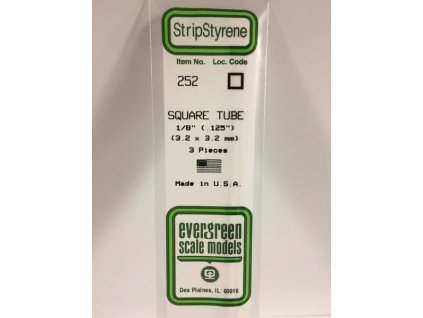 StripStyrene
Item No. Loc. Code
252
SQUARE TUBE
1/8" (.125")
(3.2 x 3.2 mm)
3 Pieces
Made in U.S.A.
evergreen
scale models
Des Plaines, IL 60018